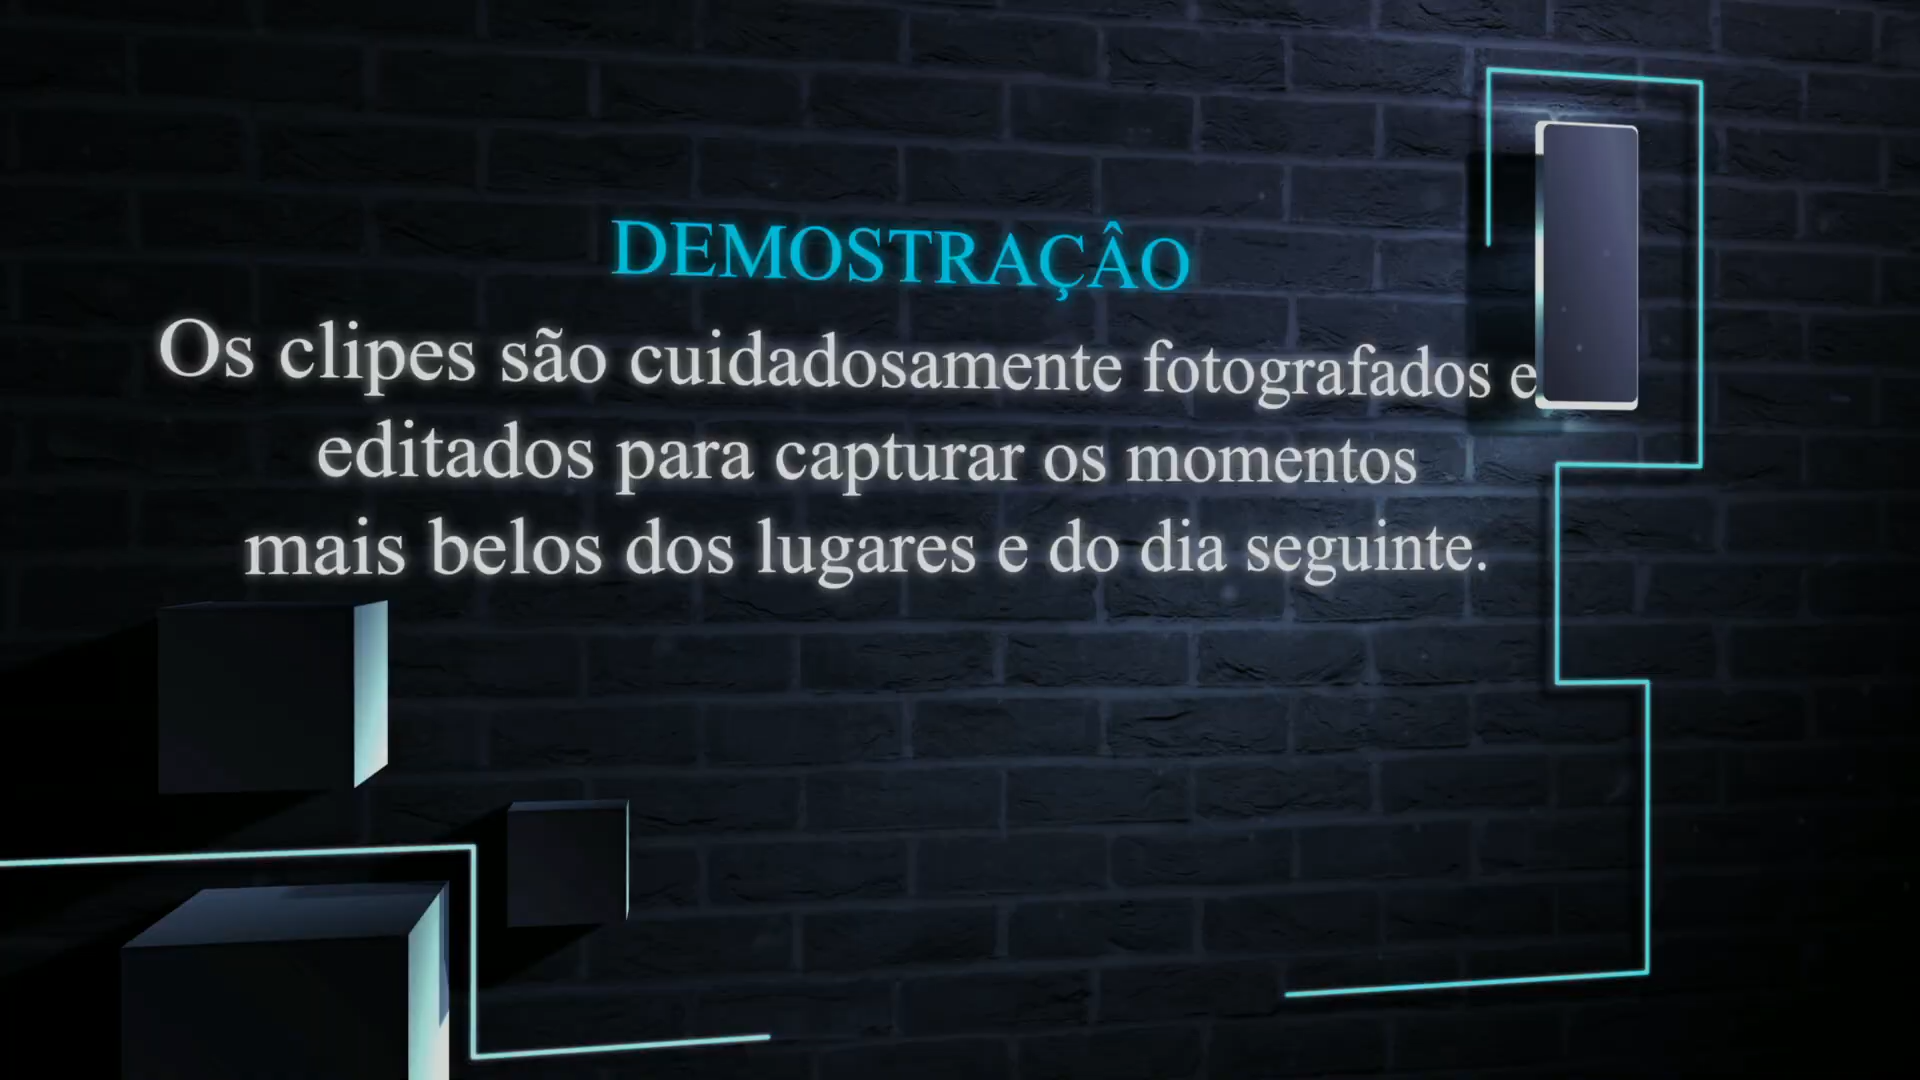 DEMOSTRAÇÂO
Os clipes são cuidadosamente fotografados e
editados para capturar os momentos
mais belos dos lugares e do dia seguinte.